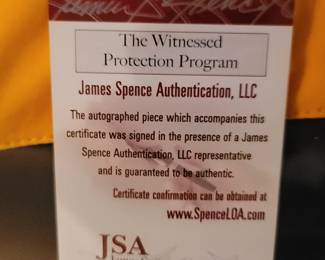 The Witnessed
Protection Program
James Spence Authentication, LLC
The autographed piece which accompanies this
certificate was signed in the presence of a James
Spence Authentication, LLC representative
and is guaranteed to be authentic.
Certificate confirmation can be obtained at
www.SpenceLOA.com
JSA